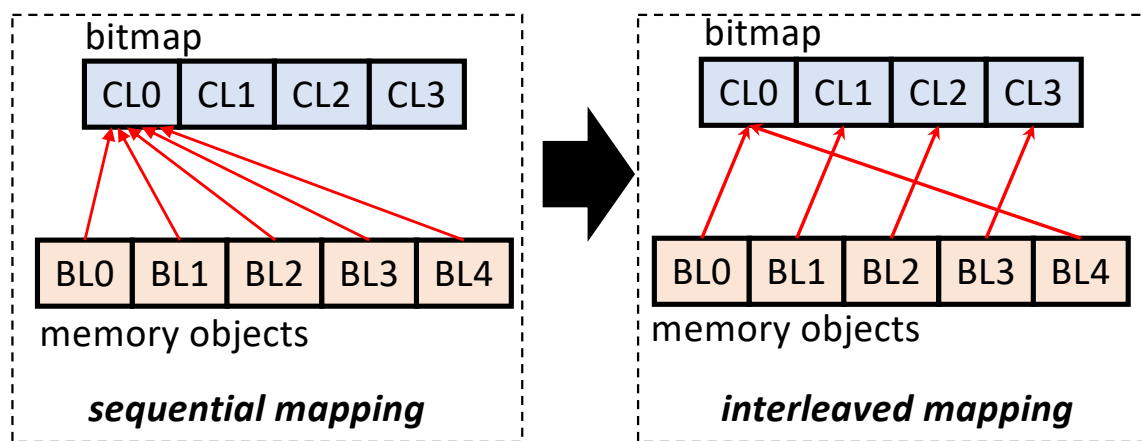 bitmap
CL0 CL1 CL2 CL3
BL0 BL1 BL2 BL3 BL4
memory objects
sequential mapping
bitmap
CL0 CL1 CL2 CL3
BL0 BL1 BL2 BL3 BL4
memory objects
interleaved mapping